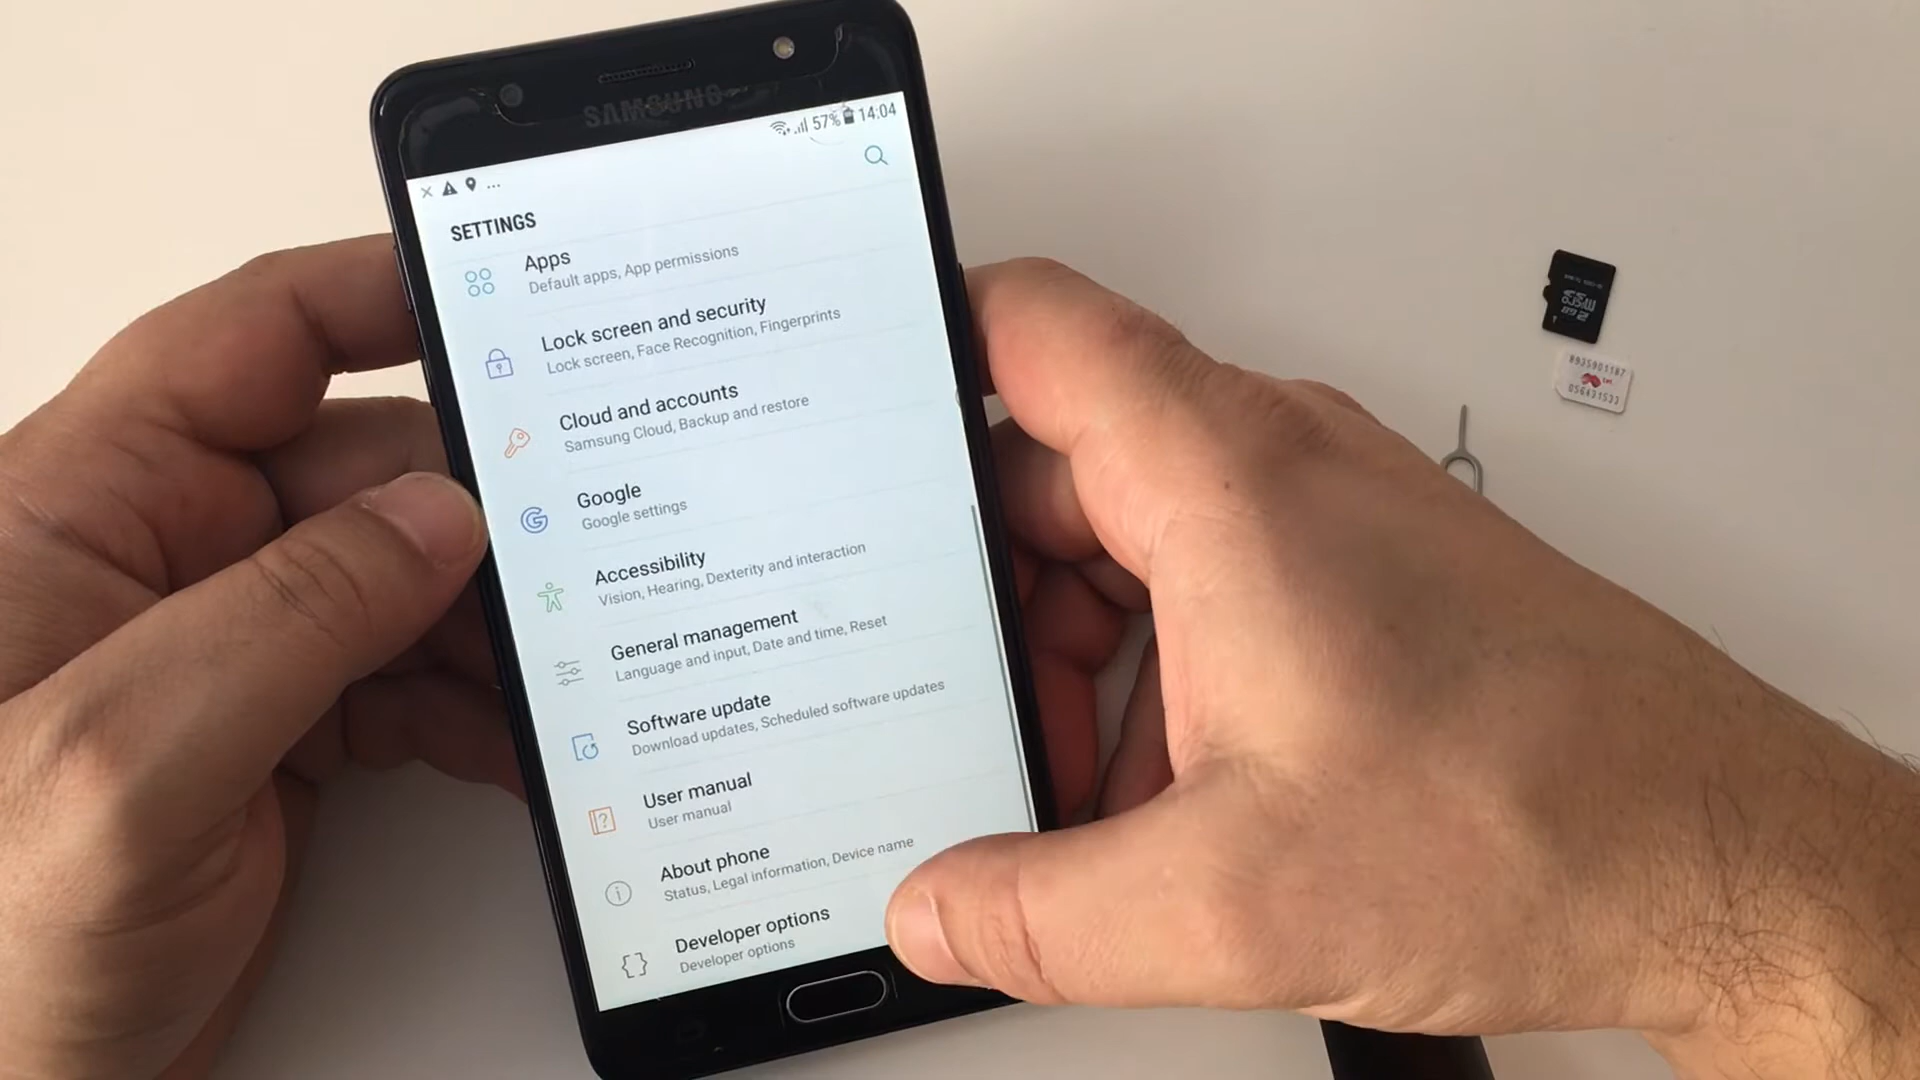 SAMSUNG
57% 14:04
SETTINGS
Apps
Default apps, App permissions
Lock screen and security
Lock screen, Face Recognition, Fingerprints
Cloud and accounts
Samsung Cloud, Backup and restore
Google
Google settings
Accessibility
Vision, Hearing, Dexterity and interaction
General management
Language and input, Date and time, Reset
Software update
Download updates, Scheduled software updates
User manual
User manual
About phone
Status, Legal information, Device name
Developer options
Developer options
8935901187
tel
056431533